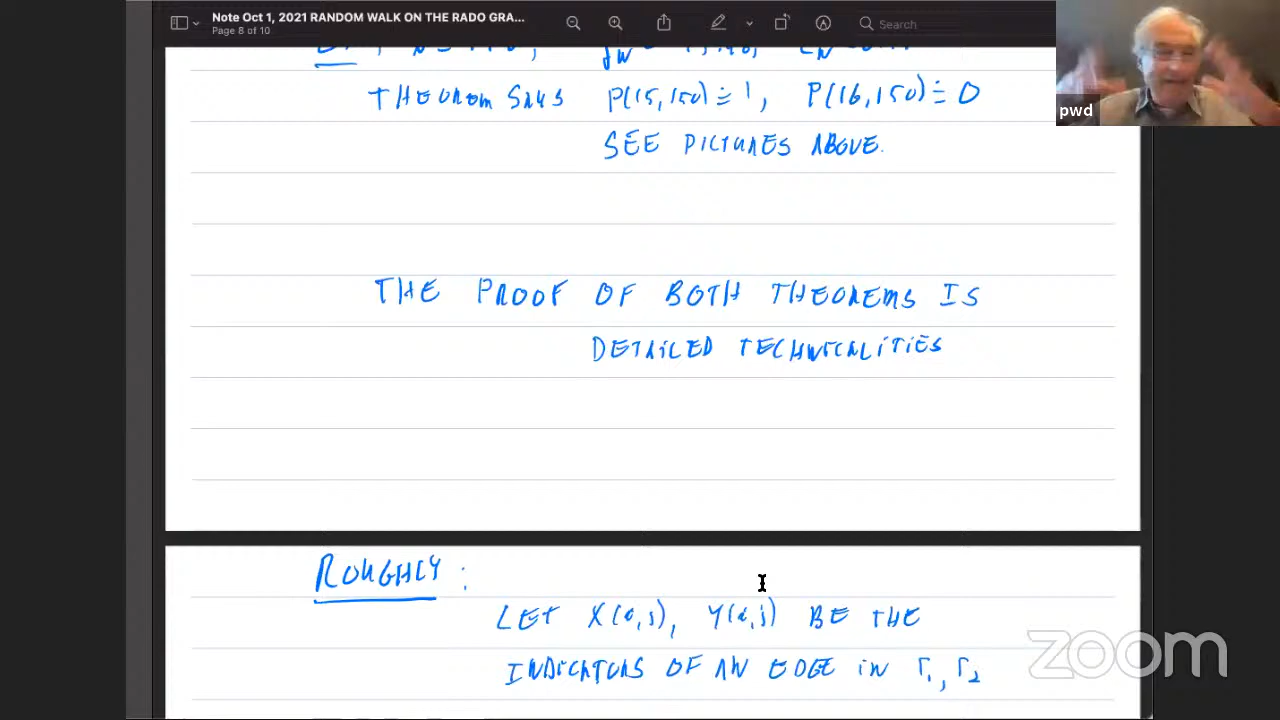 Note Oct 1, 2021 RANDOM WALK ON THE RADO GRA...
Page 8 of 10
Search
pwd
THEOREM SAYS P(15,150) ≐ 1, P(16,150) ≐ 0
SEE PICTURES ABOVE.
THE PROOF OF BOTH THEOREMS IS
DETAILED TECHNICALITIES
ROUGHLY:
LET X(i,j), Y(i,j) BE THE
INDICATORS OF AN EDGE IN Γ1, Γ2
zoom